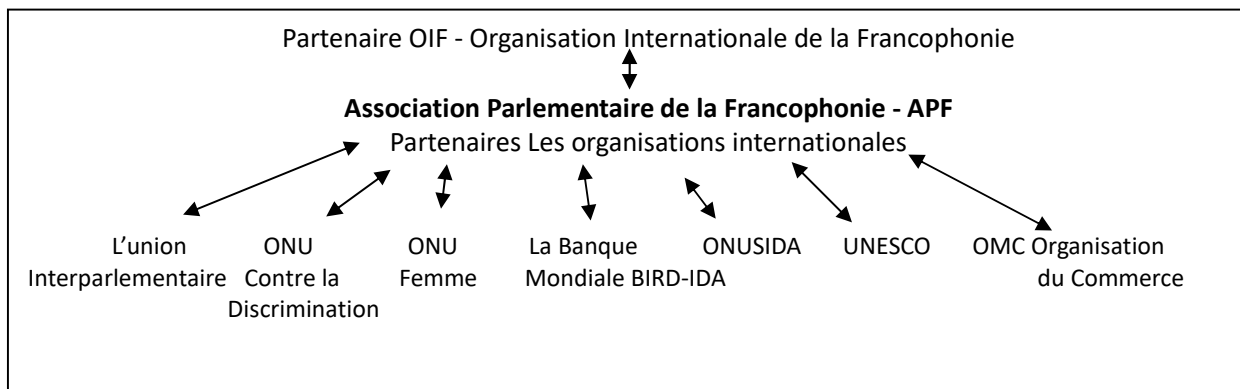 Partenaire OIF - Organisation Internationale de la Francophonie
Association Parlementaire de la Francophonie - APF
Partenaires Les organisations internationales
L'union
Interparlementaire
ONU
Contre la
Discrimination
ONU
Femme
La Banque
Mondiale BIRD-IDA
ONUSIDA
UNESCO
OMC Organisation
du Commerce